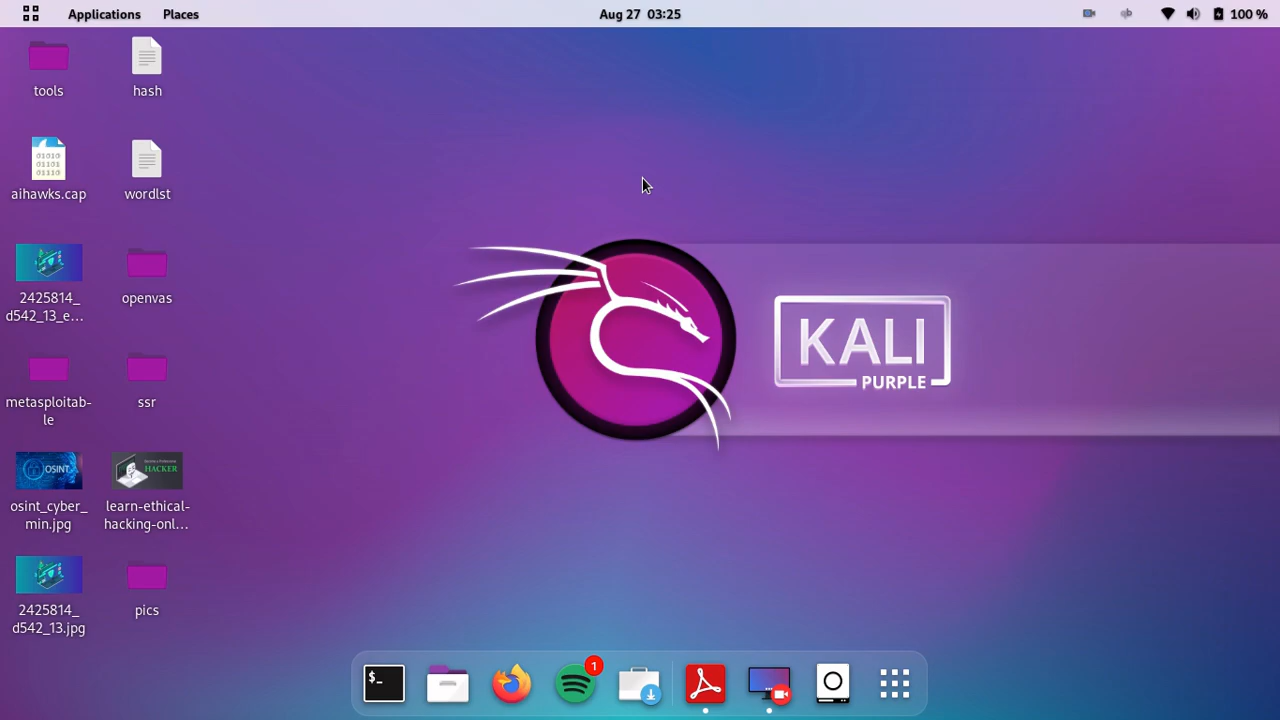 Applications Places Aug 27 03:25 100 %
tools hash
aihawks.cap wordlst
2425814_
d542_13_e... openvas
metasploitab-
le
ssr
OSINT
HACKER
osint_cyber_
min.jpg
learn-ethical-
hacking-onl...
2425814_
d542_13.jpg
pics
KALI
PURPLE
$_
1